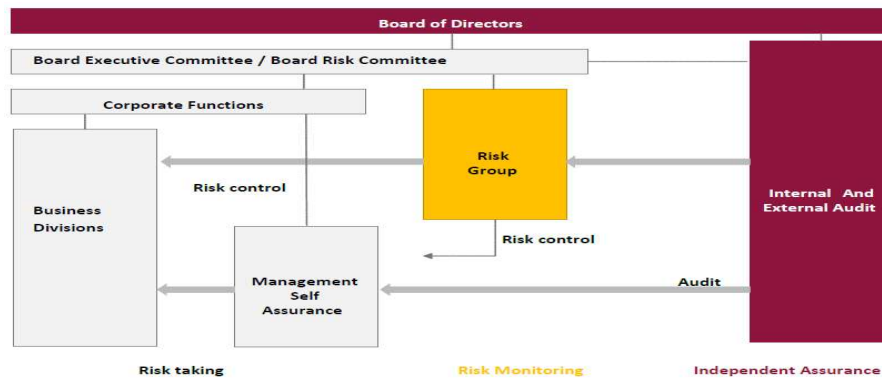 Board of Directors
Board Executive Committee / Board Risk Committee
Corporate Functions
Risk
Group
Risk control
Internal And
External Audit
Business
Divisions
Risk control
Management
Self
Assurance
Audit
Risk taking
Risk Monitoring
Independent Assurance